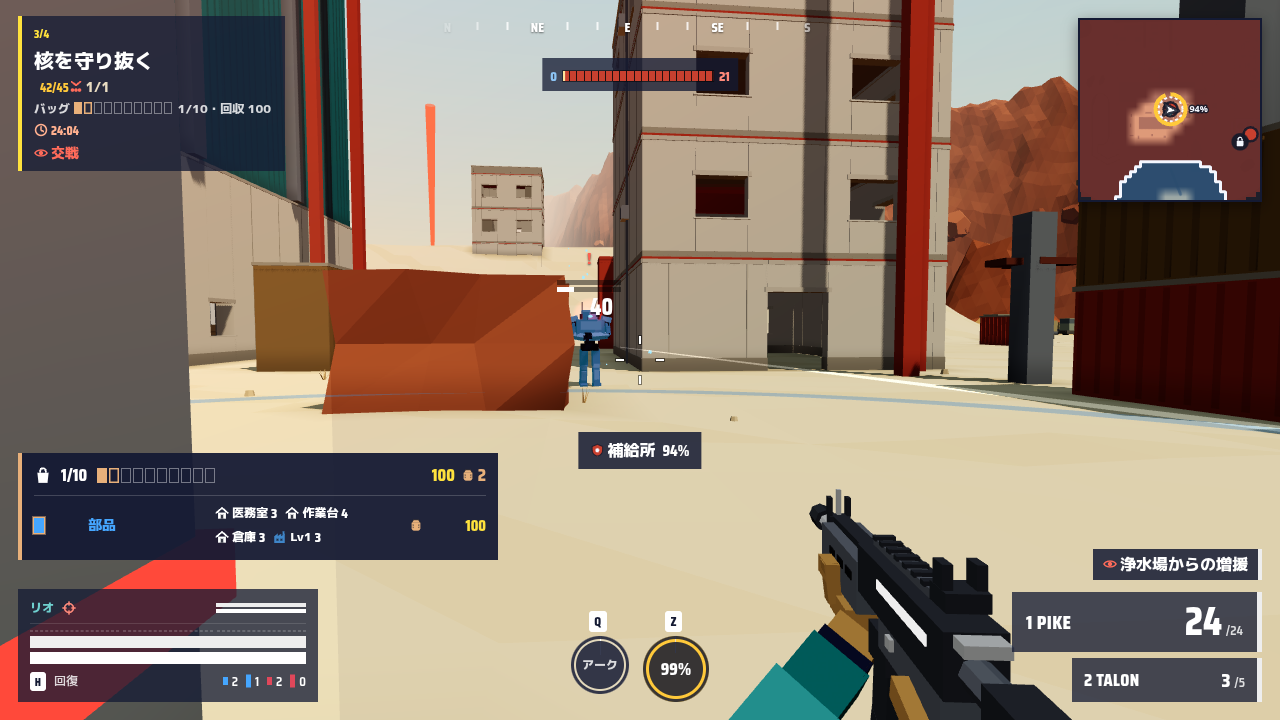 3/4
核を守り抜く
42/45 1/1
バッグ 1/10・回収 100
24:04
交戦
N NE E SE S
0 21
94%
40
補給所 94%
1/10 100 2
部品 医務室 3 作業台 4 100
倉庫 3 Lv1 3
リオ
H 回復 2 1 2 0
Q Z
アーク 99%
浄水場からの増援
1 PIKE 24 /24
2 TALON 3 /5